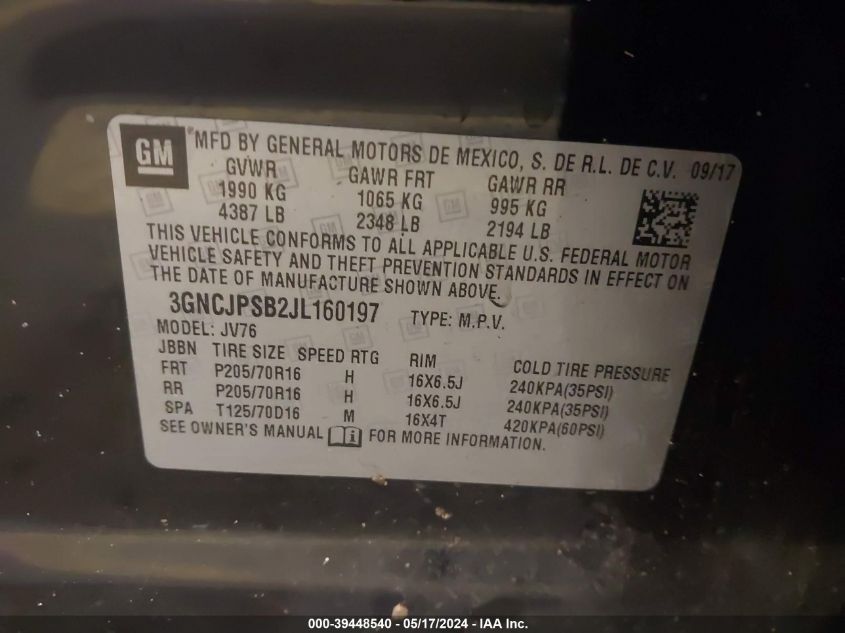 GM
MFD BY GENERAL MOTORS DE MEXICO, S. DE R.L. DE C.V. 09/17
GVWR GAWR FRT GAWR RR
1990 KG 1065 KG 995 KG
4387 LB 2348 LB 2194 LB
THIS VEHICLE CONFORMS TO ALL APPLICABLE U.S. FEDERAL MOTOR
VEHICLE SAFETY AND THEFT PREVENTION STANDARDS IN EFFECT ON
THE DATE OF MANUFACTURE SHOWN ABOVE.
3GNCJPSB2JL160197 TYPE: M.P.V.
MODEL: JV76
JBBN TIRE SIZE SPEED RTG RIM COLD TIRE PRESSURE
FRT P205/70R16 H 16X6.5J 240KPA(35PSI)
RR P205/70R16 H 16X6.5J 240KPA(35PSI)
SPA T125/70D16 M 16X4T 420KPA(60PSI)
SEE OWNER'S MANUAL FOR MORE INFORMATION.
000-39448540 - 05/17/2024 - IAA Inc.